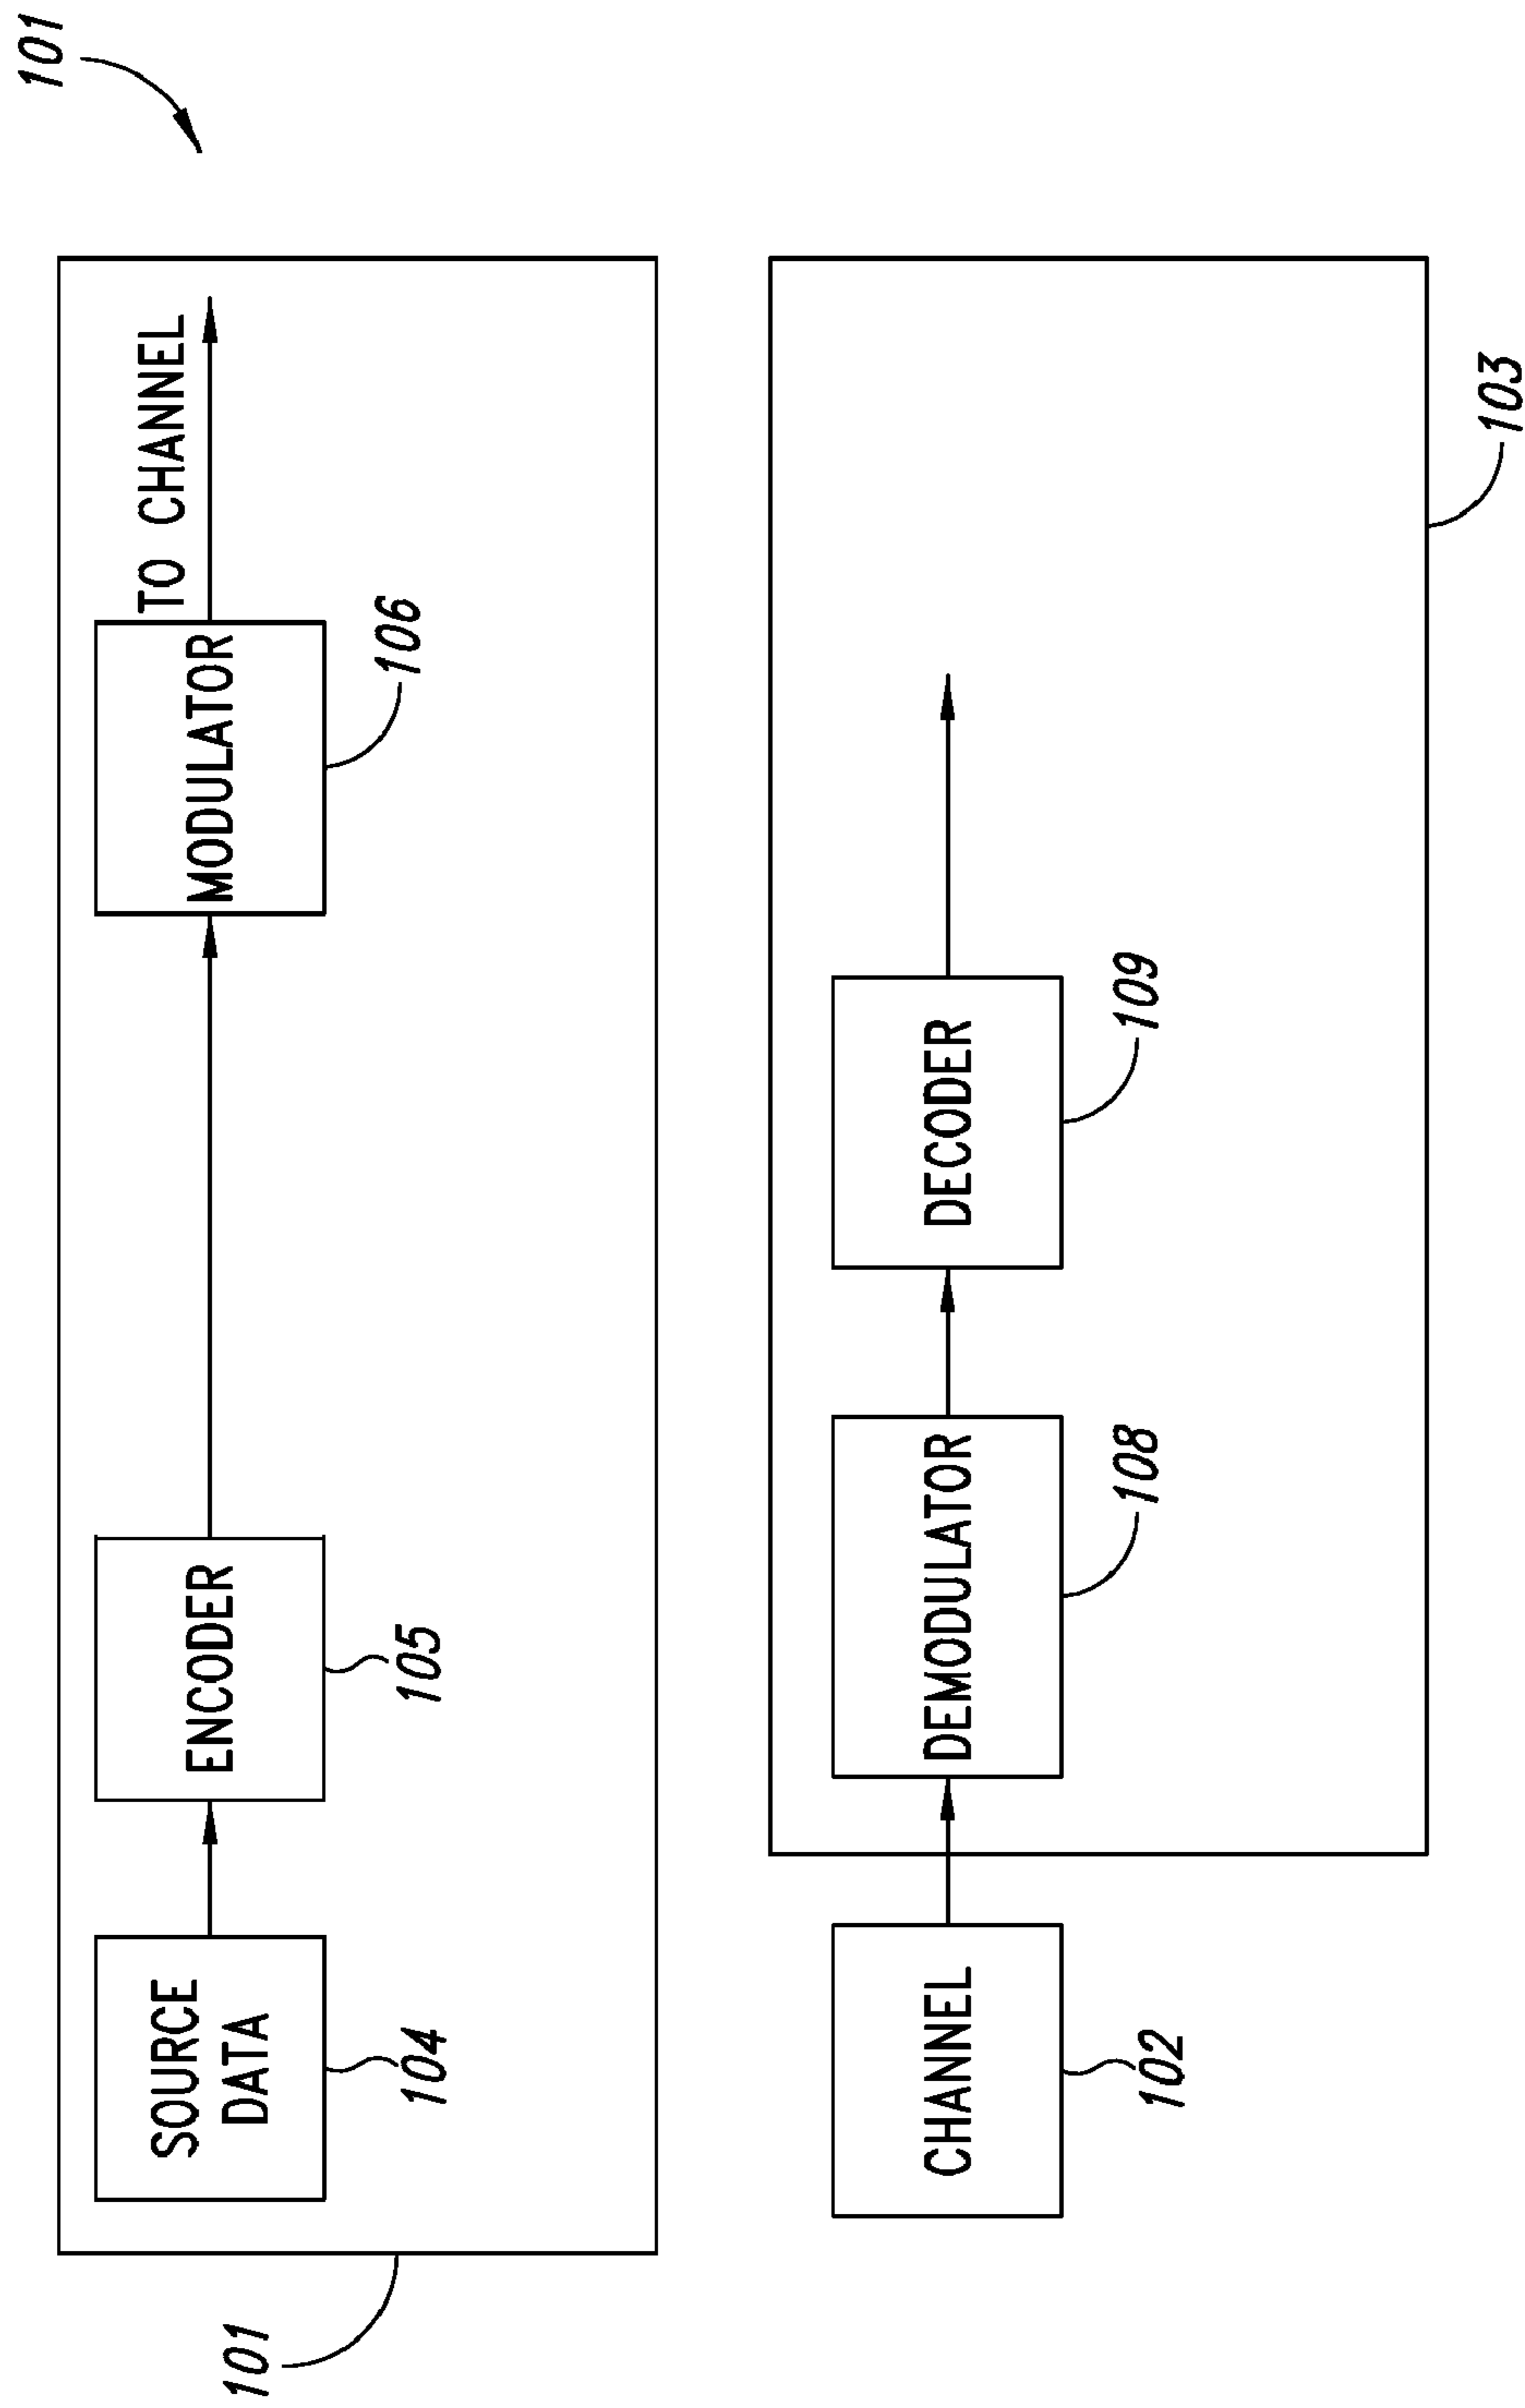 101
TO CHANNEL
SOURCE
DATA
ENCODER
MODULATOR
104
105
106
101
CHANNEL
DEMODULATOR
DECODER
102
108
109
103